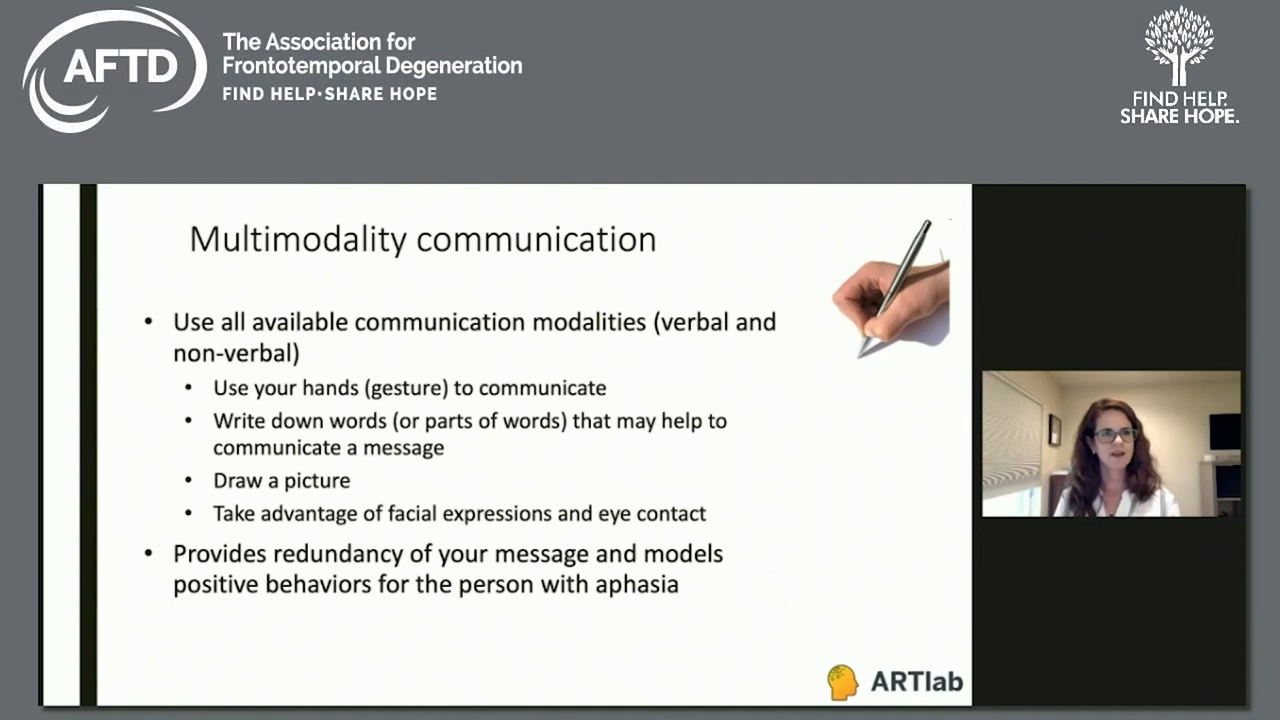 AFTD
The Association for
Frontotemporal Degeneration
FIND HELP•SHARE HOPE
FIND HELP.
SHARE HOPE.
Multimodality communication
• Use all available communication modalities (verbal and
non-verbal)
• Use your hands (gesture) to communicate
• Write down words (or parts of words) that may help to
communicate a message
• Draw a picture
• Take advantage of facial expressions and eye contact
• Provides redundancy of your message and models
positive behaviors for the person with aphasia
ARTlab